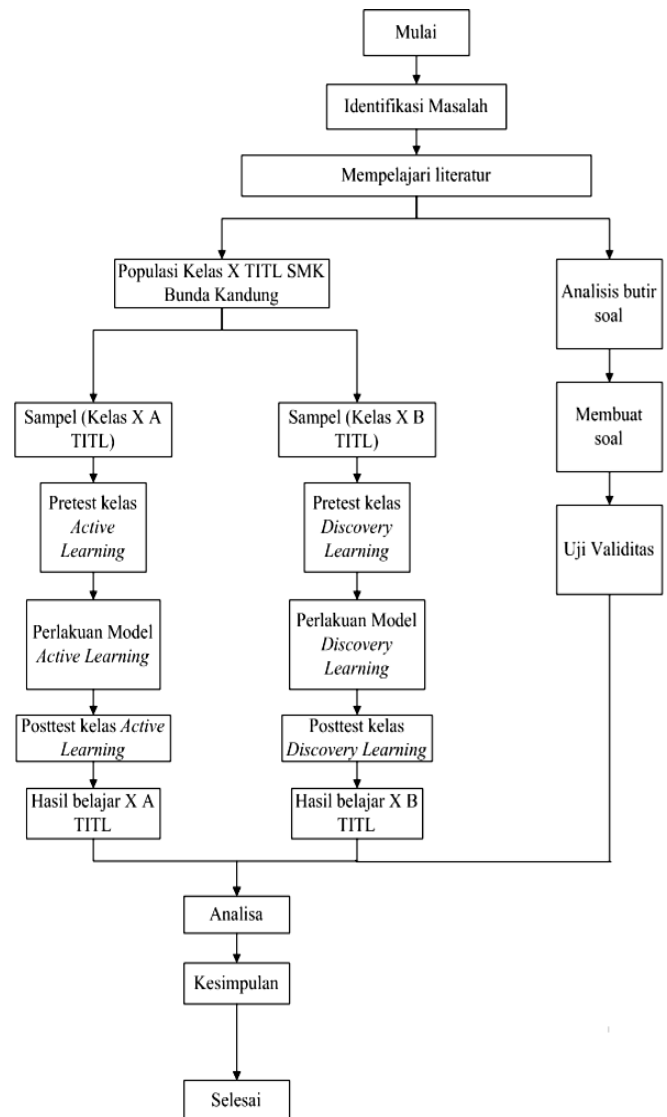 Mulai
Identifikasi Masalah
Mempelajari literatur
Populasi Kelas X TITL SMK
Bunda Kandung
Analisis butir
soal
Sampel (Kelas X A
TITL)
Sampel (Kelas X B
TITL)
Membuat
soal
Pretest kelas
Active
Learning
Pretest kelas
Discovery
Learning
Uji Validitas
Perlakuan Model
Active Learning
Perlakuan Model
Discovery
Learning
Posttest kelas Active
Learning
Posttest kelas
Discovery Learning
Hasil belajar X A
TITL
Hasil belajar X B
TITL
Analisa
Kesimpulan
Selesai